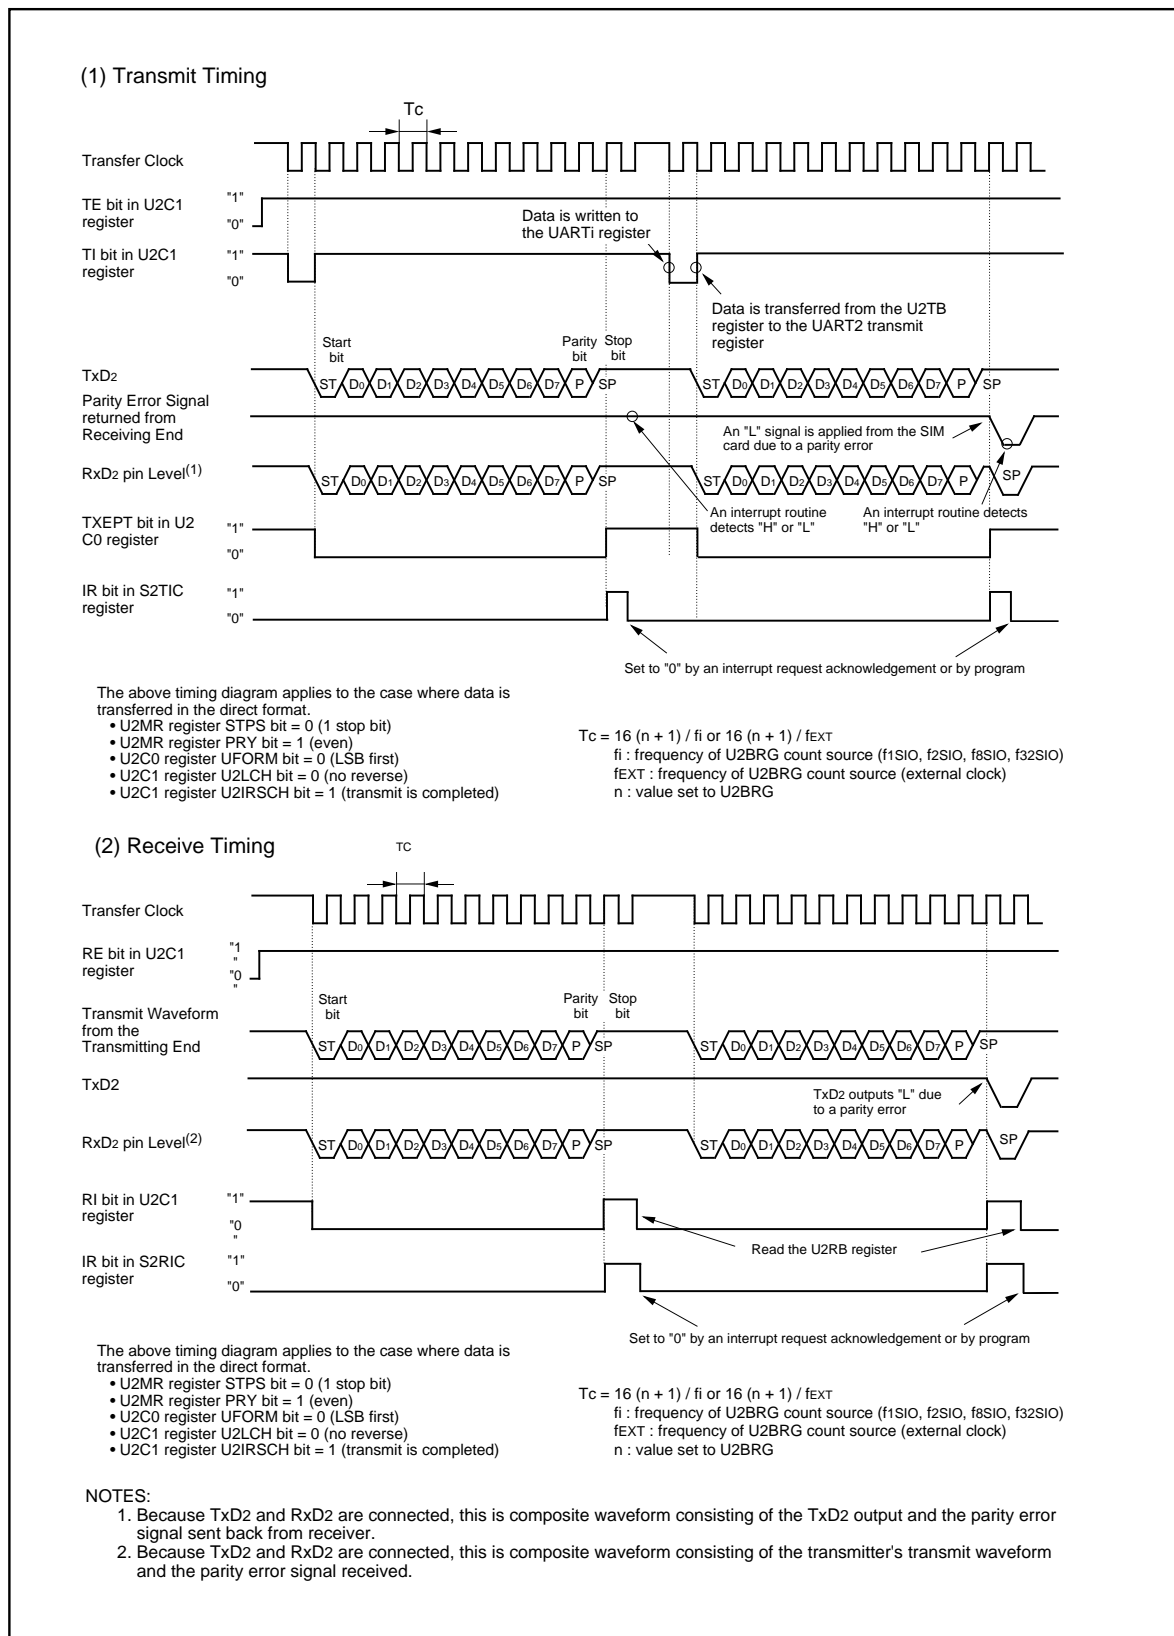 (1) Transmit Timing
Tc
Transfer Clock
TE bit in U2C1
register
"1"
"0"
Data is written to
the UARTi register
TI bit in U2C1
register
"1"
"0"
Data is transferred from the U2TB
register to the UART2 transmit
register
Start
bit
Parity
bit
Stop
bit
TxD2
ST D0 D1 D2 D3 D4 D5 D6 D7 P SP
ST D0 D1 D2 D3 D4 D5 D6 D7 P SP
Parity Error Signal
returned from
Receiving End
An "L" signal is applied from the SIM
card due to a parity error
RxD2 pin Level(1)
ST D0 D1 D2 D3 D4 D5 D6 D7 P SP
ST D0 D1 D2 D3 D4 D5 D6 D7 P SP
An interrupt routine
detects "H" or "L"
An interrupt routine detects
"H" or "L"
TXEPT bit in U2
C0 register
"1"
"0"
IR bit in S2TIC
register
"1"
"0"
Set to "0" by an interrupt request acknowledgement or by program
The above timing diagram applies to the case where data is
transferred in the direct format.
• U2MR register STPS bit = 0 (1 stop bit)
• U2MR register PRY bit = 1 (even)
• U2C0 register UFORM bit = 0 (LSB first)
• U2C1 register U2LCH bit = 0 (no reverse)
• U2C1 register U2IRSCH bit = 1 (transmit is completed)
Tc = 16 (n + 1) / fi or 16 (n + 1) / fEXT
fi : frequency of U2BRG count source (f1SIO, f2SIO, f8SIO, f32SIO)
fEXT : frequency of U2BRG count source (external clock)
n : value set to U2BRG
(2) Receive Timing
TC
Transfer Clock
RE bit in U2C1
register
"1
"
"0
"
Start
bit
Parity
bit
Stop
bit
Transmit Waveform
from the
Transmitting End
ST D0 D1 D2 D3 D4 D5 D6 D7 P SP
ST D0 D1 D2 D3 D4 D5 D6 D7 P SP
TxD2
TxD2 outputs "L" due
to a parity error
RxD2 pin Level(2)
ST D0 D1 D2 D3 D4 D5 D6 D7 P SP
ST D0 D1 D2 D3 D4 D5 D6 D7 P SP
RI bit in U2C1
register
"1"
"0
"
Read the U2RB register
IR bit in S2RIC
register
"1"
"0"
Set to "0" by an interrupt request acknowledgement or by program
The above timing diagram applies to the case where data is
transferred in the direct format.
• U2MR register STPS bit = 0 (1 stop bit)
• U2MR register PRY bit = 1 (even)
• U2C0 register UFORM bit = 0 (LSB first)
• U2C1 register U2LCH bit = 0 (no reverse)
• U2C1 register U2IRSCH bit = 1 (transmit is completed)
Tc = 16 (n + 1) / fi or 16 (n + 1) / fEXT
fi : frequency of U2BRG count source (f1SIO, f2SIO, f8SIO, f32SIO)
fEXT : frequency of U2BRG count source (external clock)
n : value set to U2BRG
NOTES:
1. Because TxD2 and RxD2 are connected, this is composite waveform consisting of the TxD2 output and the parity error
signal sent back from receiver.
2. Because TxD2 and RxD2 are connected, this is composite waveform consisting of the transmitter's transmit waveform
and the parity error signal received.